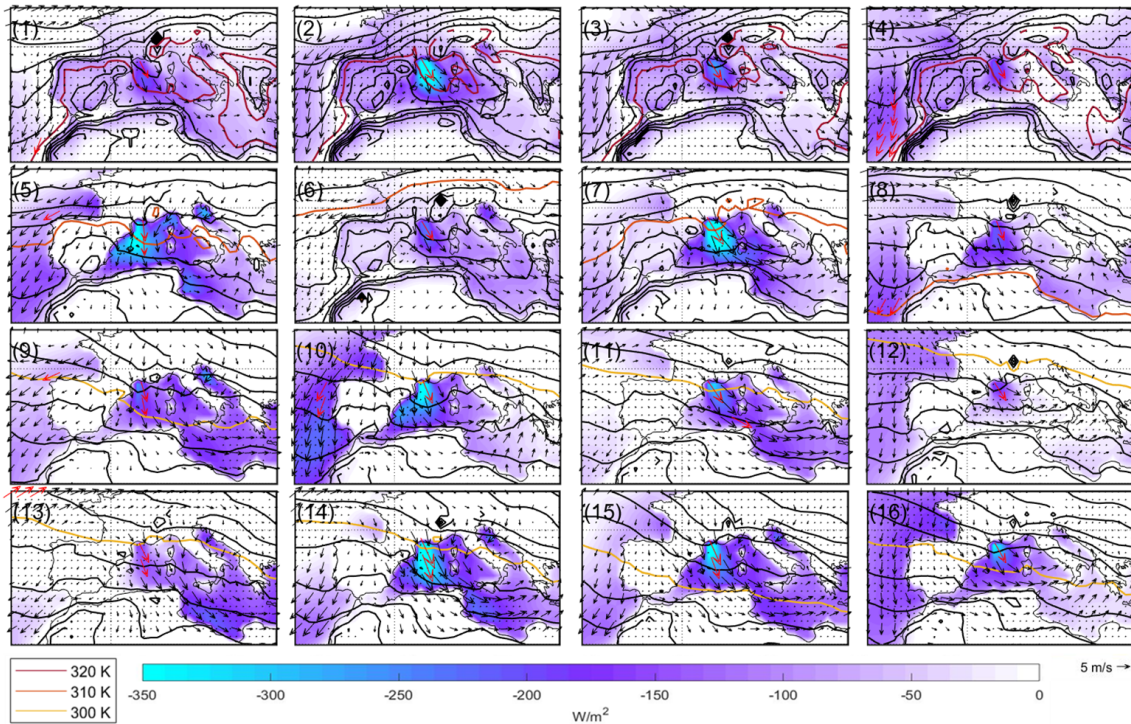 (1) (2) (3) (4)
(5) (6) (7) (8)
(9) (10) (11) (12)
(13) (14) (15) (16)
320 K
310 K
300 K
5 m/s
-350 -300 -250 -200 -150 -100 -50 0
W/m²